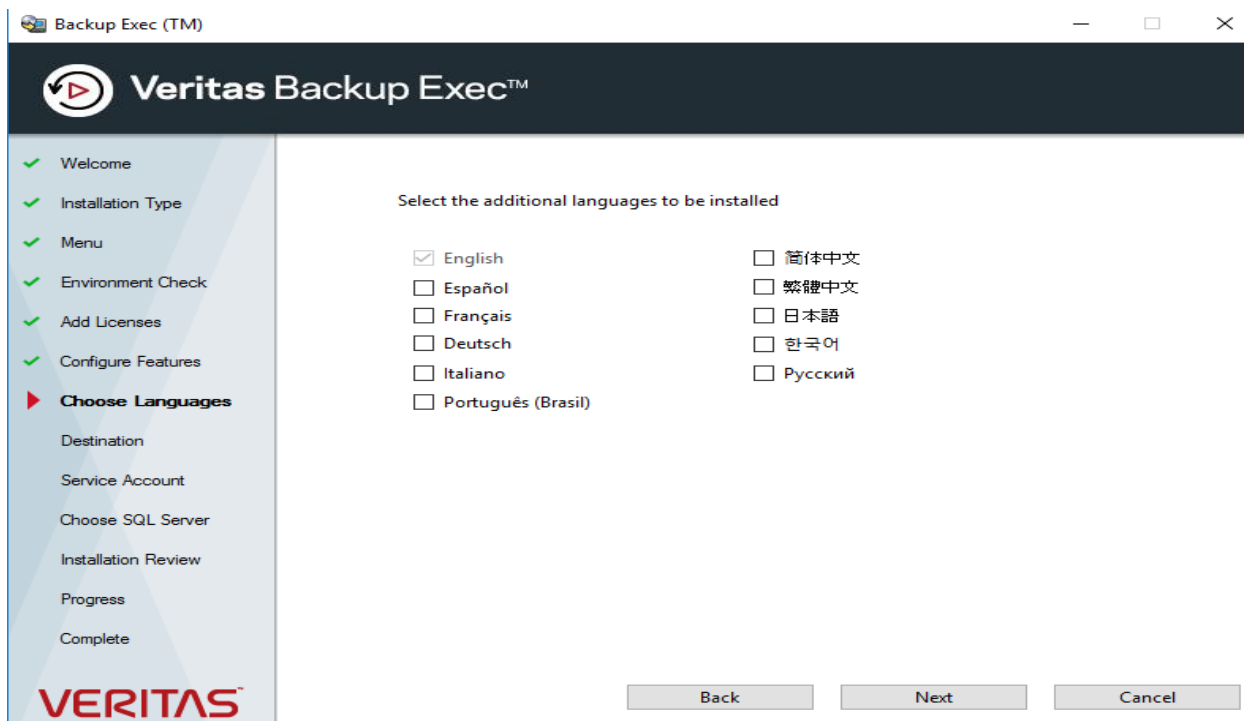 Backup Exec (TM)
Veritas Backup Exec™
Welcome
Installation Type
Menu
Environment Check
Add Licenses
Configure Features
Choose Languages
Destination
Service Account
Choose SQL Server
Installation Review
Progress
Complete
VERITAS™
Select the additional languages to be installed
English
Español
Français
Deutsch
Italiano
Português (Brasil)
简体中文
繁體中文
日本語
한국어
Русский
Back
Next
Cancel